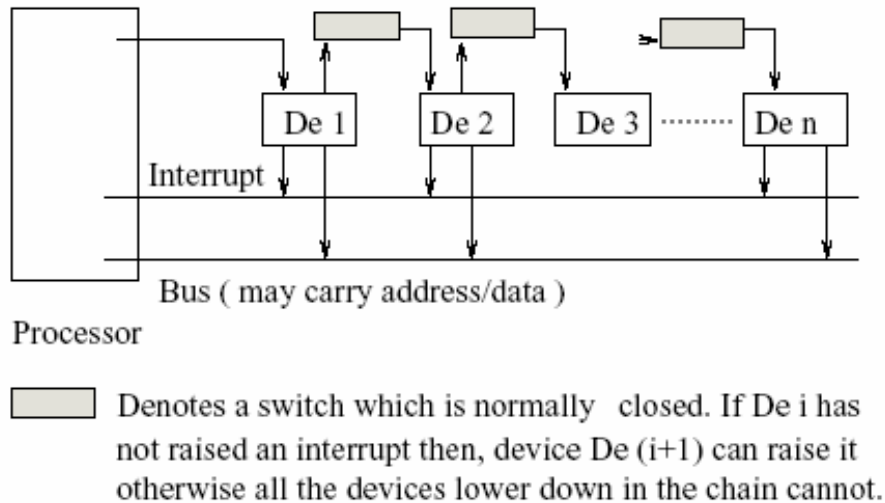 De 1
De 2
De 3
De n
Interrupt
Bus ( may carry address/data )
Processor
Denotes a switch which is normally closed. If De i has
not raised an interrupt then, device De (i+1) can raise it
otherwise all the devices lower down in the chain cannot.